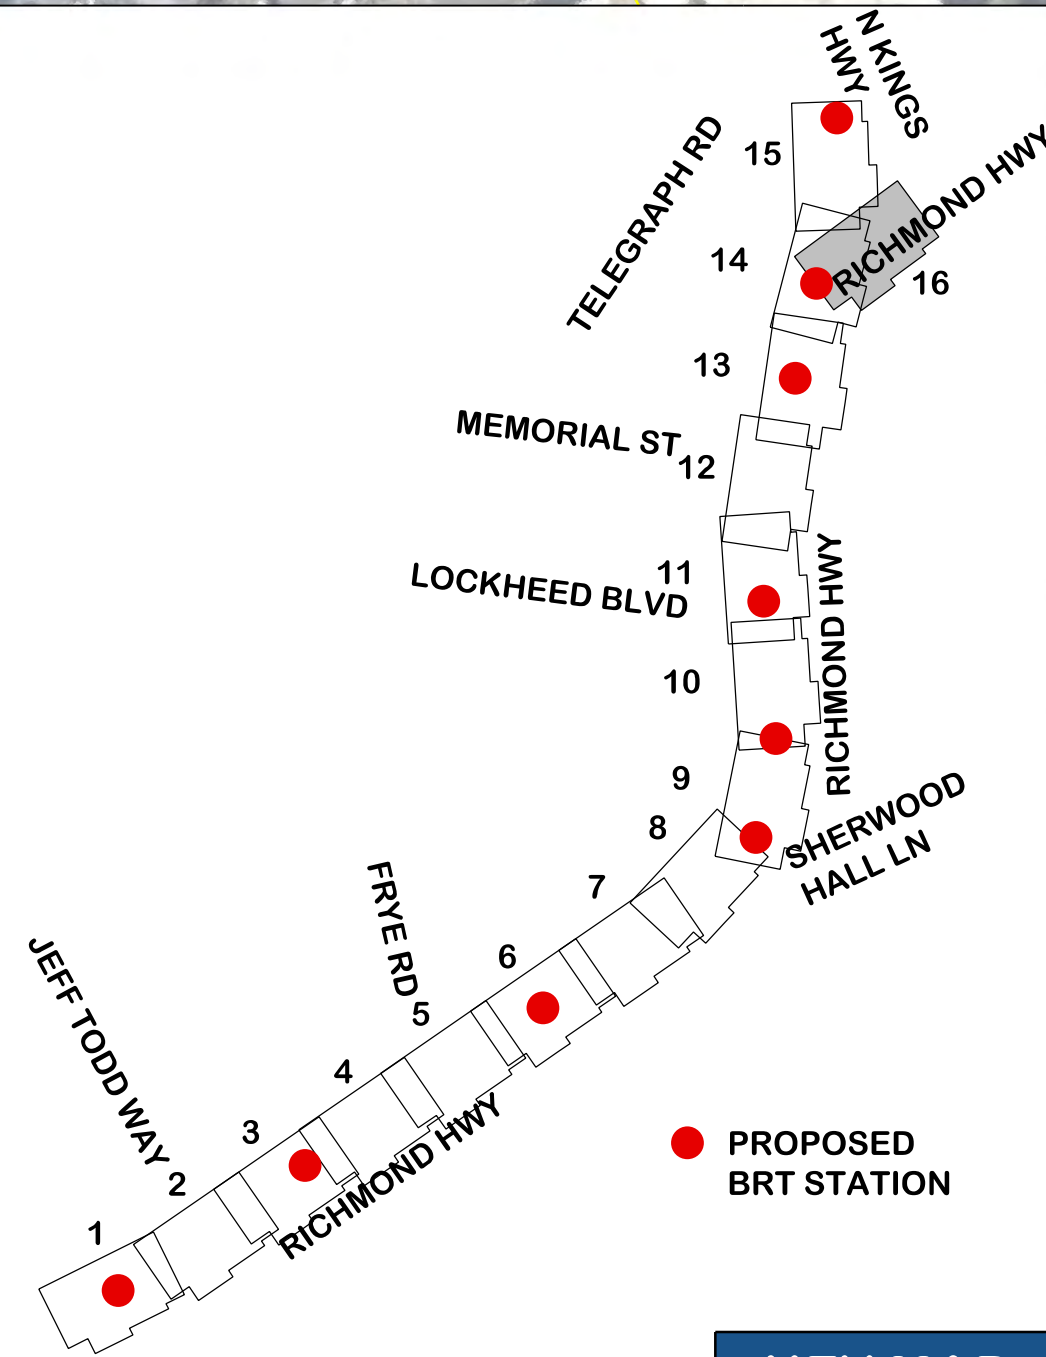 N KINGS
HWY
15
TELEGRAPH RD
RICHMOND HWY
14
16
13
MEMORIAL ST
12
11
LOCKHEED BLVD
RICHMOND HWY
10
9
SHERWOOD
HALL LN
8
7
FRYE RD
6
5
JEFF TODD WAY
4
3
RICHMOND HWY
2
1
PROPOSED
BRT STATION